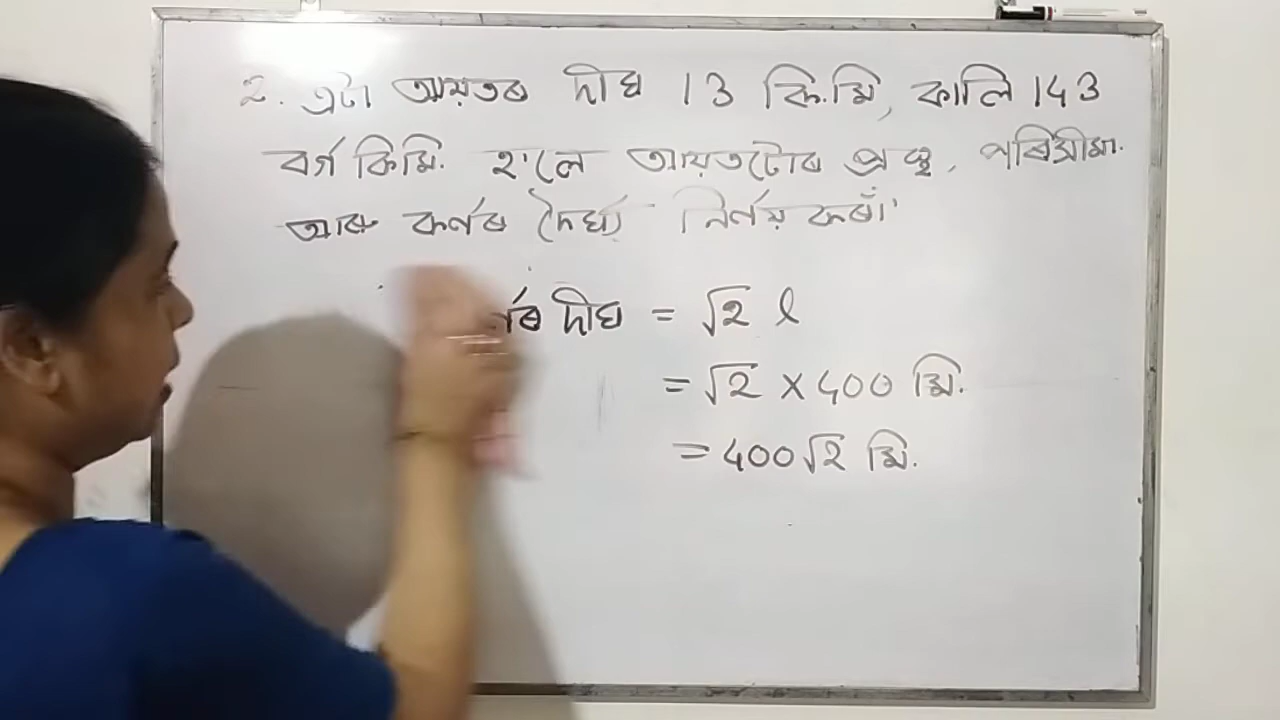 2. এটা আয়তৰ দীঘ 13 কি.মি, কালি 143
বৰ্গ কিমি. হ'লে আয়তটোৰ প্ৰস্থ, পৰিসীমা.
আৰু কৰ্ণৰ দৈৰ্ঘ্য নিৰ্ণয় কৰাঁ।
দীঘ = √2 l
= √2 × 400 মি.
= 400√2 মি.